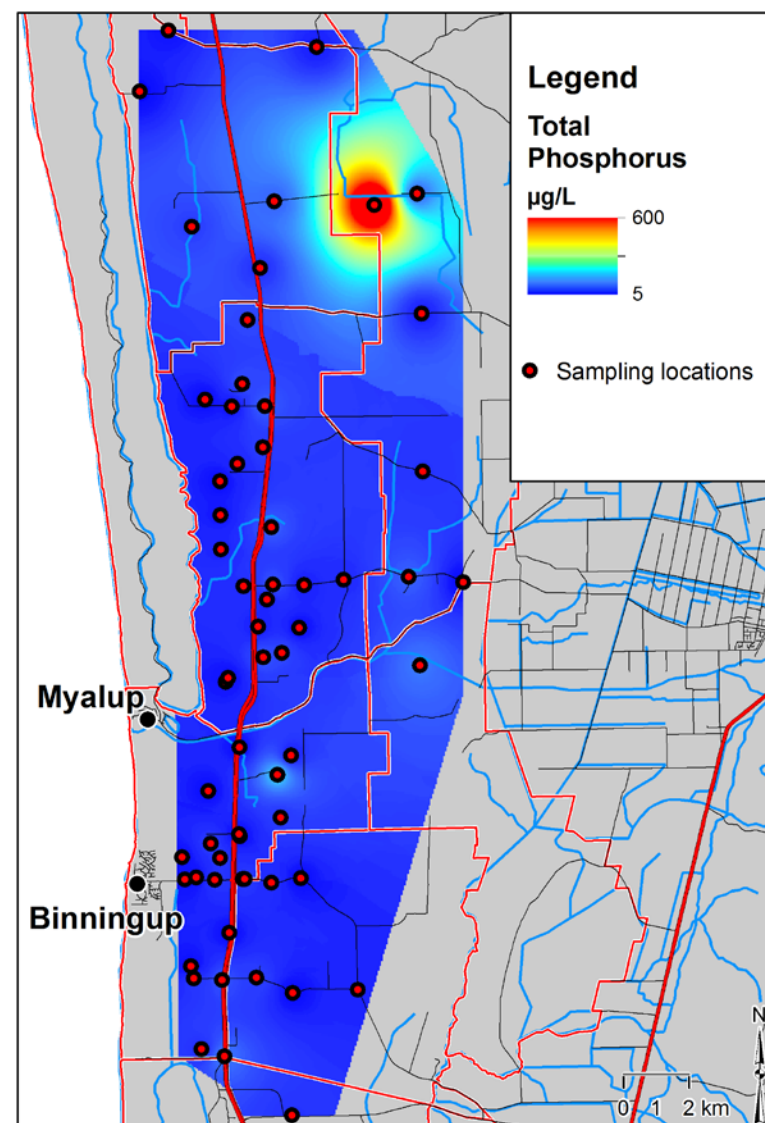 Legend
Total
Phosphorus
µg/L
600
5
Sampling locations
Myalup
Binningup
N
0 1 2 km